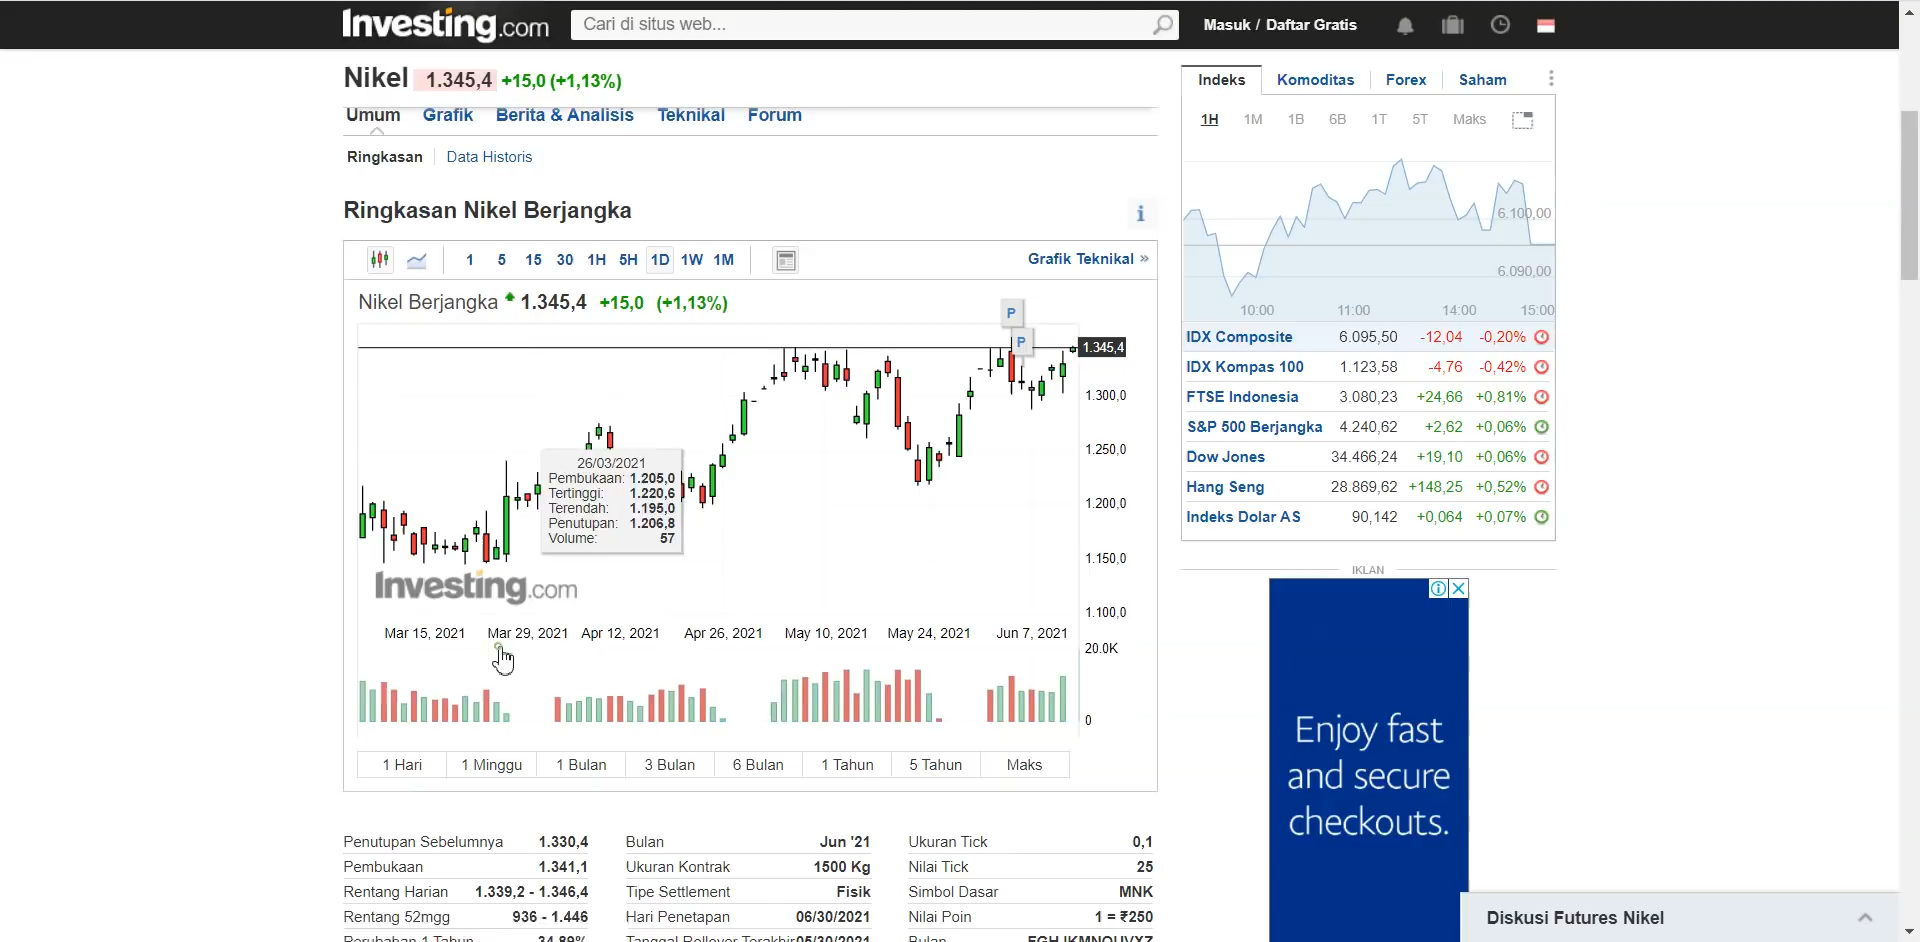 Investing.com
Cari di situs web...
Masuk / Daftar Gratis
Nikel 1.345,4 +15,0 (+1,13%)
Umum Grafik Berita & Analisis Teknikal Forum
Ringkasan Data Historis
Ringkasan Nikel Berjangka
1 5 15 30 1H 5H 1D 1W 1M
Grafik Teknikal »
Nikel Berjangka 1.345,4 +15,0 (+1,13%)
P
P
1.345,4
1.300,0
1.250,0
1.200,0
1.150,0
1.100,0
26/03/2021
Pembukaan: 1.205,0
Tertinggi: 1.220,6
Terendah: 1.195,0
Penutupan: 1.206,8
Volume: 57
Investing.com
Mar 15, 2021 Mar 29, 2021 Apr 12, 2021 Apr 26, 2021 May 10, 2021 May 24, 2021 Jun 7, 2021
20.0K
0
1 Hari 1 Minggu 1 Bulan 3 Bulan 6 Bulan 1 Tahun 5 Tahun Maks
Penutupan Sebelumnya 1.330,4
Pembukaan 1.341,1
Rentang Harian 1.339,2 - 1.346,4
Rentang 52mgg 936 - 1.446
Perubahan 1 Tahun 34.89%
Bulan Jun '21
Ukuran Kontrak 1500 Kg
Tipe Settlement Fisik
Hari Penetapan 06/30/2021
Tanggal Rollover Terakhir 05/30/2021
Ukuran Tick 0,1
Nilai Tick 25
Simbol Dasar MNK
Nilai Poin 1 = ₹250
Bulan FGHJKMNQUVXZ
Indeks Komoditas Forex Saham
1H 1M 1B 6B 1T 5T Maks
6.100,00
6.090,00
10:00 11:00 14:00 15:00
IDX Composite 6.095,50 -12,04 -0,20%
IDX Kompas 100 1.123,58 -4,76 -0,42%
FTSE Indonesia 3.080,23 +24,66 +0,81%
S&P 500 Berjangka 4.240,62 +2,62 +0,06%
Dow Jones 34.466,24 +19,10 +0,06%
Hang Seng 28.869,62 +148,25 +0,52%
Indeks Dolar AS 90,142 +0,064 +0,07%
IKLAN
Enjoy fast
and secure
checkouts.
Diskusi Futures Nikel